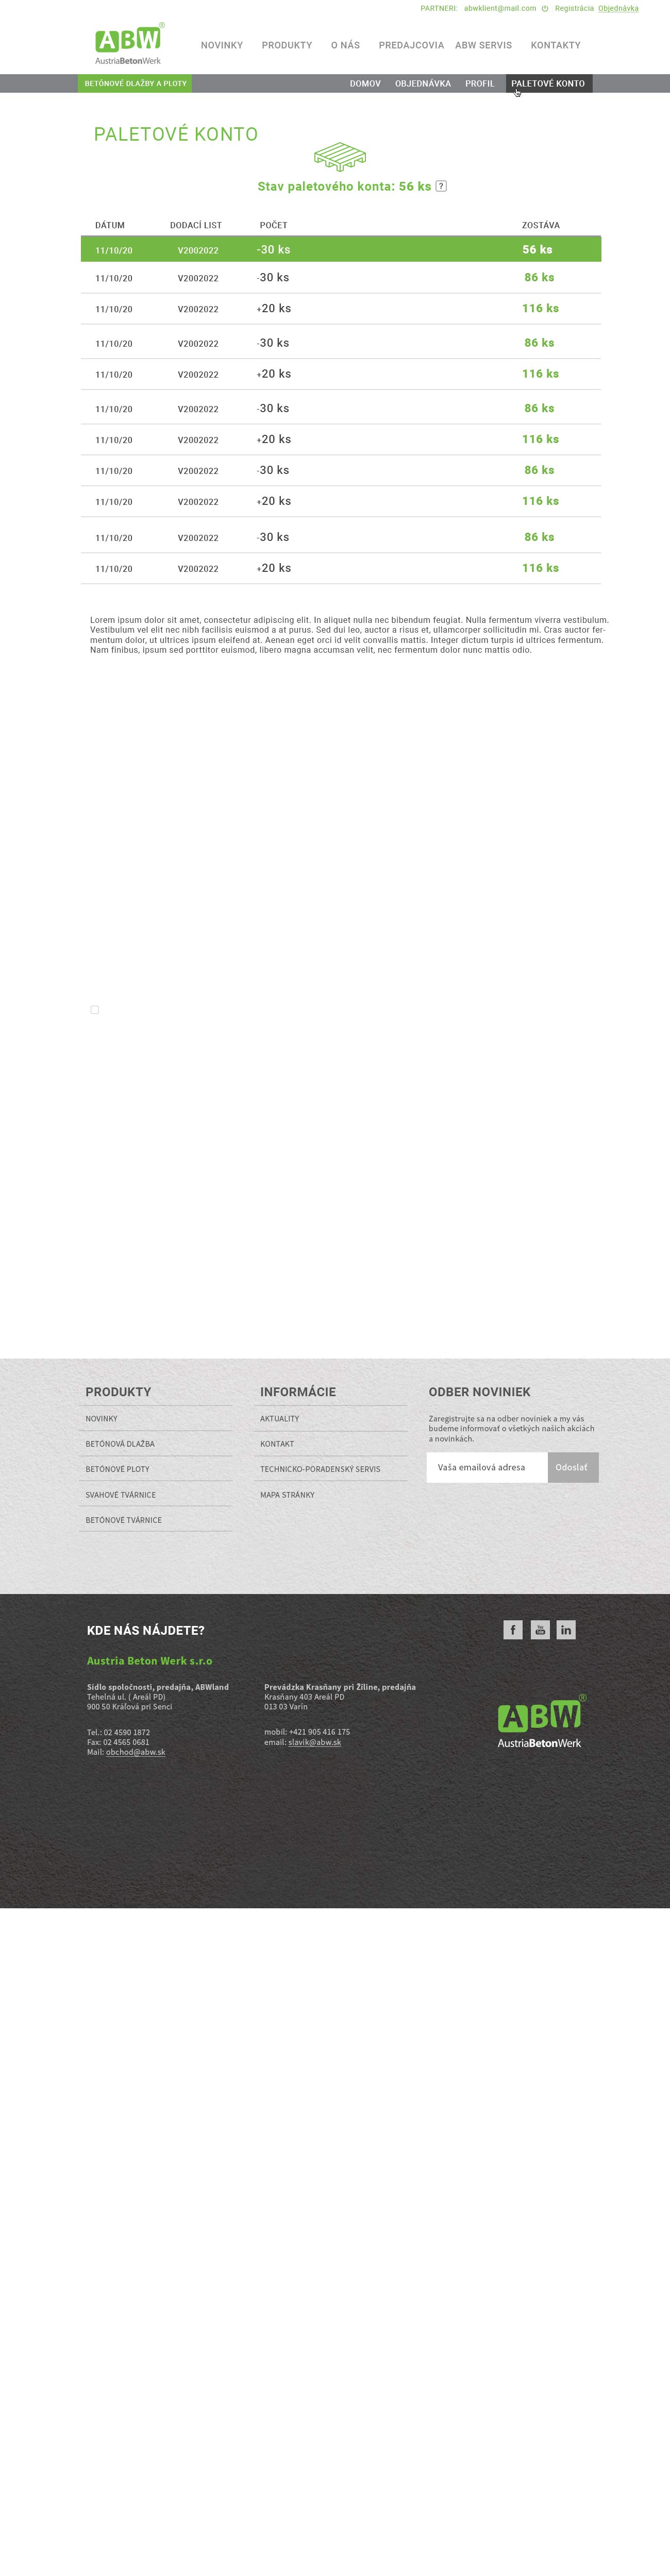 PARTNERI: abwklient@mail.com Registrácia Objednávka
ABW®
AustriaBetonWerk
NOVINKY PRODUKTY O NÁS PREDAJCOVIA ABW SERVIS KONTAKTY
BETÓNOVÉ DLAŽBY A PLOTY DOMOV OBJEDNÁVKA PROFIL PALETOVÉ KONTO
PALETOVÉ KONTO
Stav paletového konta: 56 ks ?
DÁTUM DODACÍ LIST POČET ZOSTÁVA
11/10/20 V2002022 -30 ks 56 ks
11/10/20 V2002022 -30 ks 86 ks
11/10/20 V2002022 +20 ks 116 ks
11/10/20 V2002022 -30 ks 86 ks
11/10/20 V2002022 +20 ks 116 ks
11/10/20 V2002022 -30 ks 86 ks
11/10/20 V2002022 +20 ks 116 ks
11/10/20 V2002022 -30 ks 86 ks
11/10/20 V2002022 +20 ks 116 ks
11/10/20 V2002022 -30 ks 86 ks
11/10/20 V2002022 +20 ks 116 ks
Lorem ipsum dolor sit amet, consectetur adipiscing elit. In aliquet nulla nec bibendum feugiat. Nulla fermentum viverra vestibulum.
Vestibulum vel elit nec nibh facilisis euismod a at purus. Sed dui leo, auctor a risus et, ullamcorper sollicitudin mi. Cras auctor fer-
mentum dolor, ut ultrices ipsum eleifend at. Aenean eget orci id velit convallis mattis. Integer dictum turpis id ultrices fermentum.
Nam finibus, ipsum sed porttitor euismod, libero magna accumsan velit, nec fermentum dolor nunc mattis odio.
PRODUKTY
NOVINKY
BETÓNOVÁ DLAŽBA
BETÓNOVÉ PLOTY
SVAHOVÉ TVÁRNICE
BETÓNOVÉ TVÁRNICE
INFORMÁCIE
AKTUALITY
KONTAKT
TECHNICKO-PORADENSKÝ SERVIS
MAPA STRÁNKY
ODBER NOVINIEK
Zaregistrujte sa na odber noviniek a my vás
budeme informovať o všetkých našich akciách
a novinkách.
Vaša emailová adresa Odoslať
KDE NÁS NÁJDETE?
Austria Beton Werk s.r.o
Sídlo spoločnosti, predajňa, ABWland
Tehelná ul. ( Areál PD)
900 50 Kráľová pri Senci
Tel.: 02 4590 1872
Fax: 02 4565 0681
Mail: obchod@abw.sk
Prevádzka Krasňany pri Žiline, predajňa
Krasňany 403 Areál PD
013 03 Varín
mobil: +421 905 416 175
email: slavik@abw.sk
f You Tube in
ABW®
AustriaBetonWerk